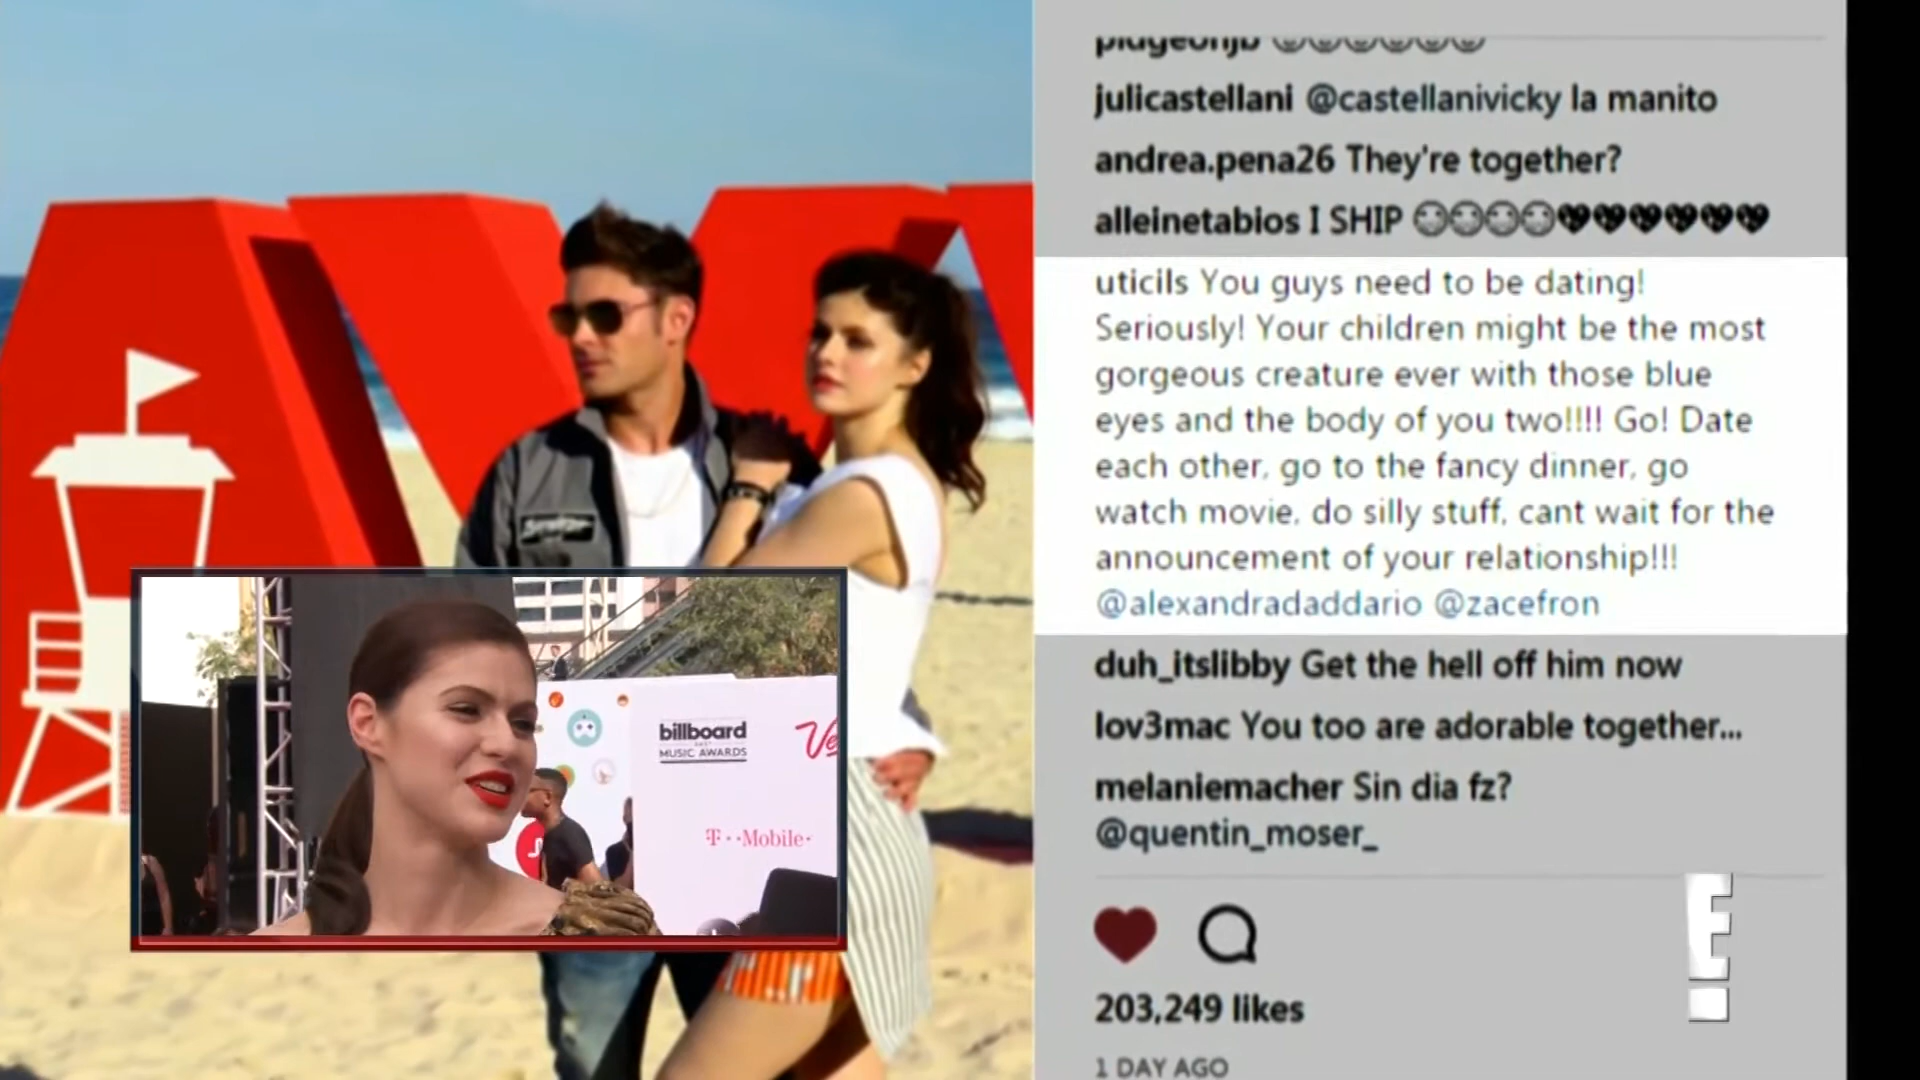 julicastellani @castellanivicky la manito
andrea.pena26 They're together?
alleinetabios I SHIP
uticils You guys need to be dating!
Seriously! Your children might be the most
gorgeous creature ever with those blue
eyes and the body of you two!!!! Go! Date
each other, go to the fancy dinner, go
watch movie, do silly stuff, cant wait for the
announcement of your relationship!!!
@alexandradaddario @zacefron
duh_itslibby Get the hell off him now
lov3mac You too are adorable together...
melaniemacher Sin dia fz?
@quentin_moser_
203,249 likes
1 DAY AGO
E!
billboard
MUSIC AWARDS
Ve
T··Mobile·